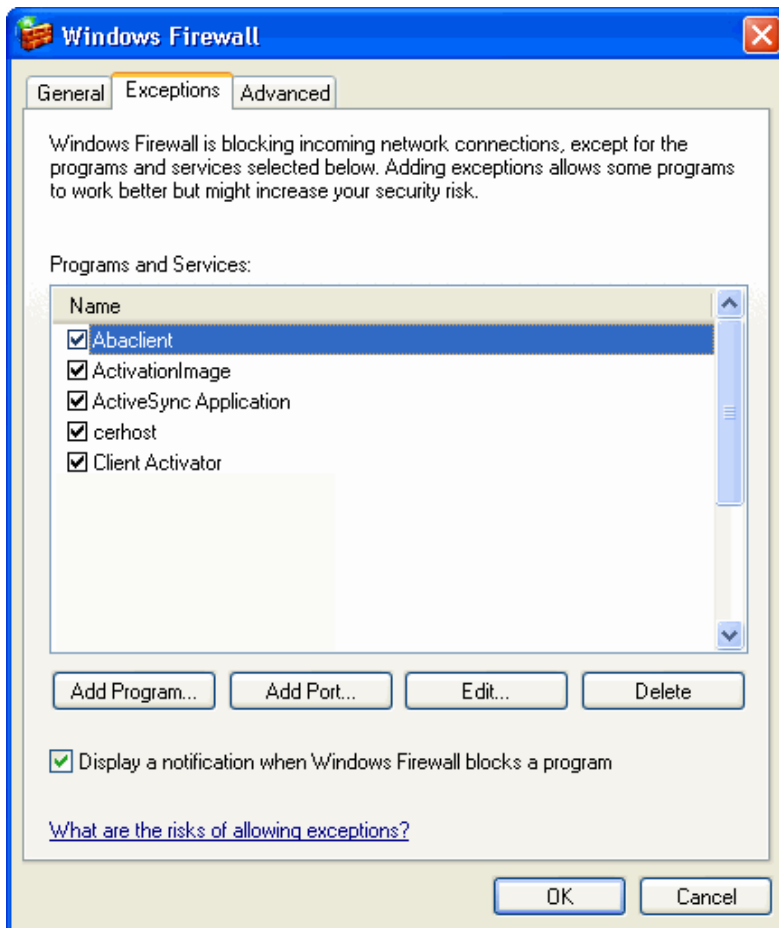 Windows Firewall
General Exceptions Advanced
Windows Firewall is blocking incoming network connections, except for the
programs and services selected below. Adding exceptions allows some programs
to work better but might increase your security risk.
Programs and Services:
Name
Abaclient
ActivationImage
ActiveSync Application
cerhost
Client Activator
Add Program... Add Port... Edit... Delete
Display a notification when Windows Firewall blocks a program
What are the risks of allowing exceptions?
OK Cancel